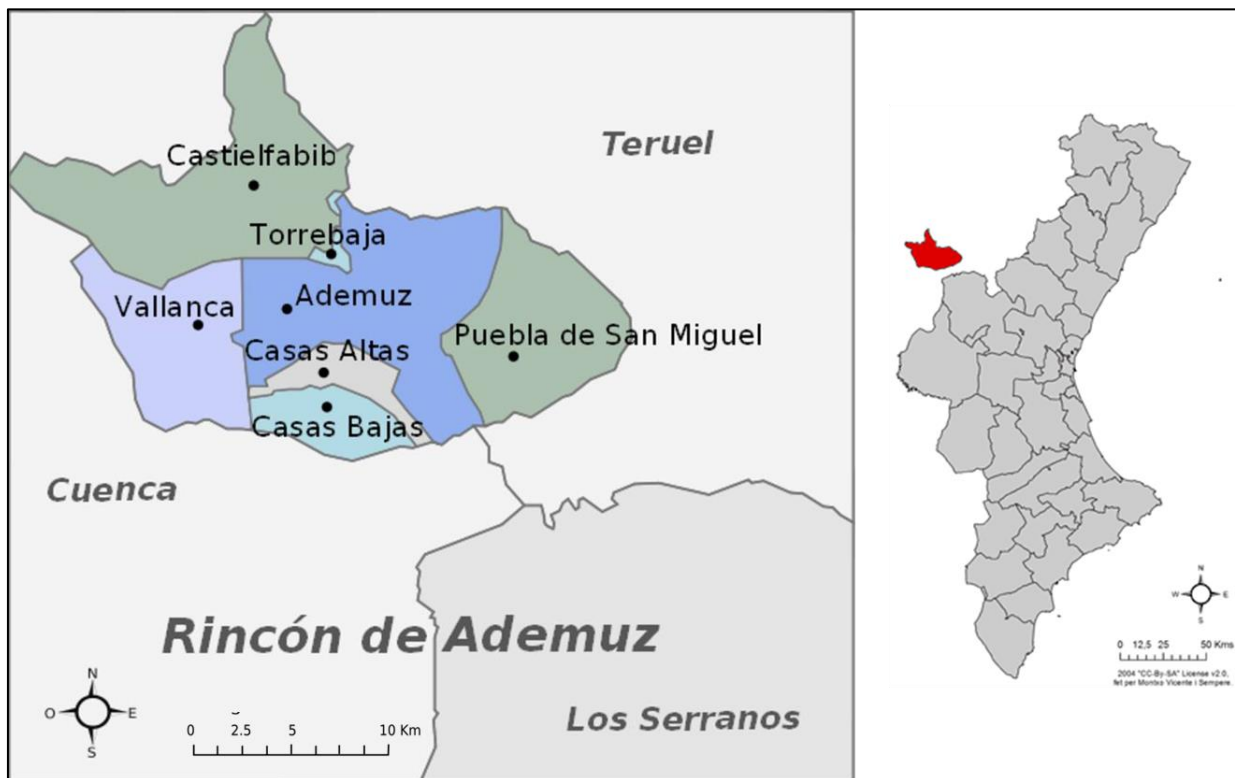 Teruel
Castielfabib
Torrebaja
Ademuz
Vallanca
Puebla de San Miguel
Casas Altas
Casas Bajas
Cuenca
Rincón de Ademuz
Los Serranos
N
O E
S
0 2.5 5 10 Km
N
W E
S
0 12,5 25 50 Kms
2004 "CC-By-SA" License v2.0,
fet per Montxo Vicente i Sempere.